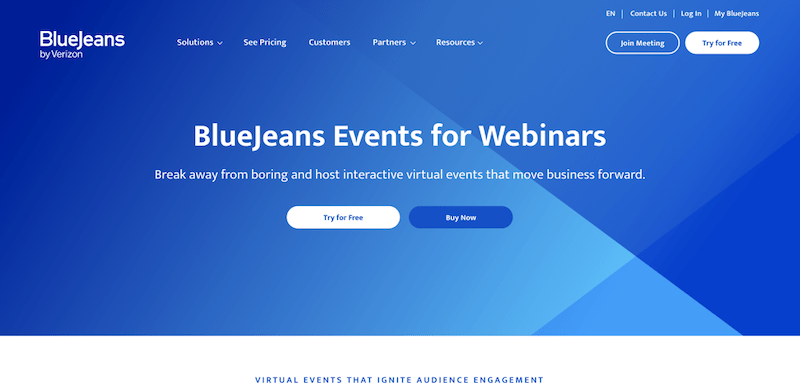 EN | Contact Us | Log In | My BlueJeans
BlueJeans
by Verizon
Solutions See Pricing Customers Partners Resources
Join Meeting Try for Free
BlueJeans Events for Webinars
Break away from boring and host interactive virtual events that move business forward.
Try for Free Buy Now
VIRTUAL EVENTS THAT IGNITE AUDIENCE ENGAGEMENT